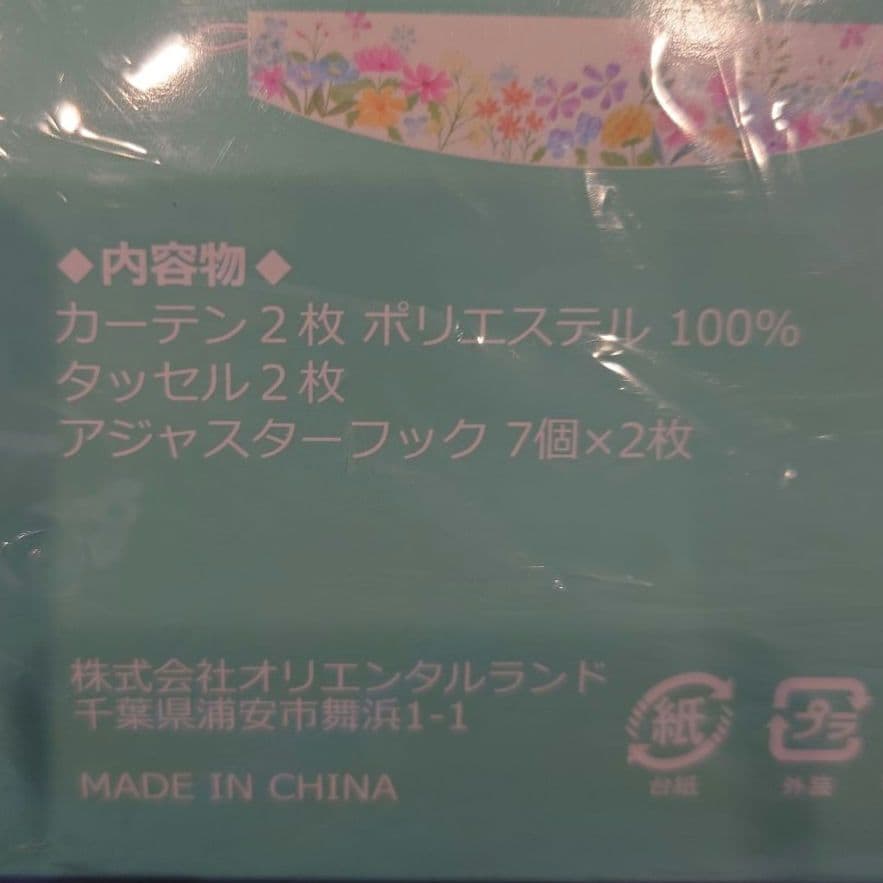 ◆内容物◆
カーテン2枚 ポリエステル 100%
タッセル2枚
アジャスターフック 7個×2枚
株式会社オリエンタルランド
千葉県浦安市舞浜1-1
MADE IN CHINA
紙
台紙
プラ
外装